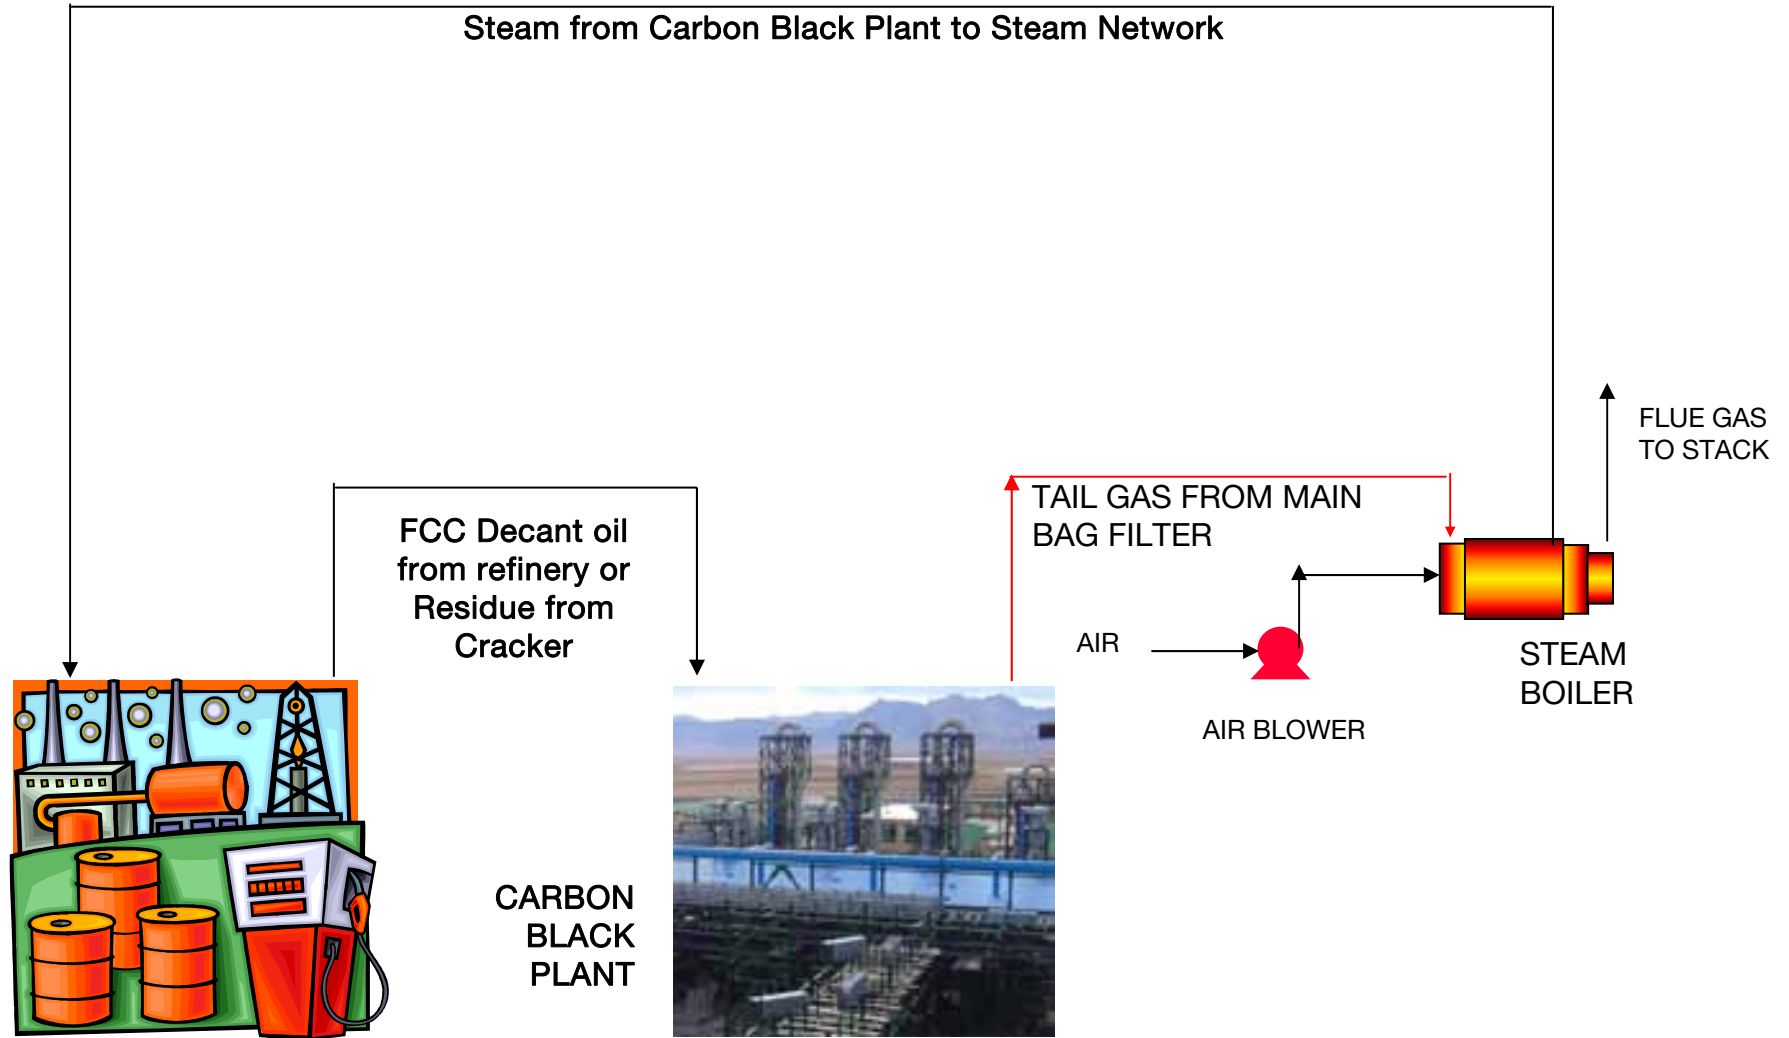 Steam from Carbon Black Plant to Steam Network
FLUE GAS
TO STACK
TAIL GAS FROM MAIN
BAG FILTER
FCC Decant oil
from refinery or
Residue from
Cracker
AIR
STEAM
BOILER
AIR BLOWER
CARBON
BLACK
PLANT